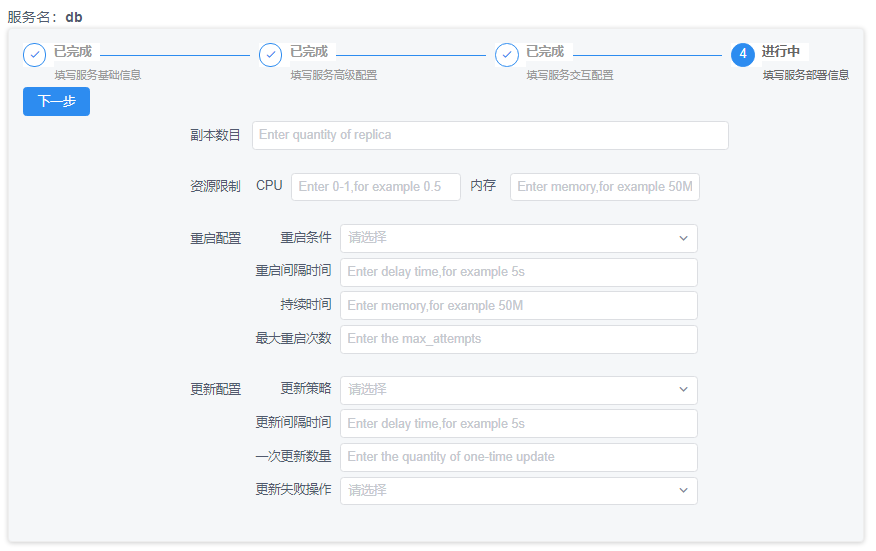 服务名：db
已完成 已完成 已完成 4 进行中
填写服务基础信息 填写服务高级配置 填写服务交互配置 填写服务部署信息
下一步
副本数目 Enter quantity of replica
资源限制 CPU Enter 0-1,for example 0.5 内存 Enter memory,for example 50M
重启配置 重启条件 请选择
重启间隔时间 Enter delay time,for example 5s
持续时间 Enter memory,for example 50M
最大重启次数 Enter the max_attempts
更新配置 更新策略 请选择
更新间隔时间 Enter delay time,for example 5s
一次更新数量 Enter the quantity of one-time update
更新失败操作 请选择